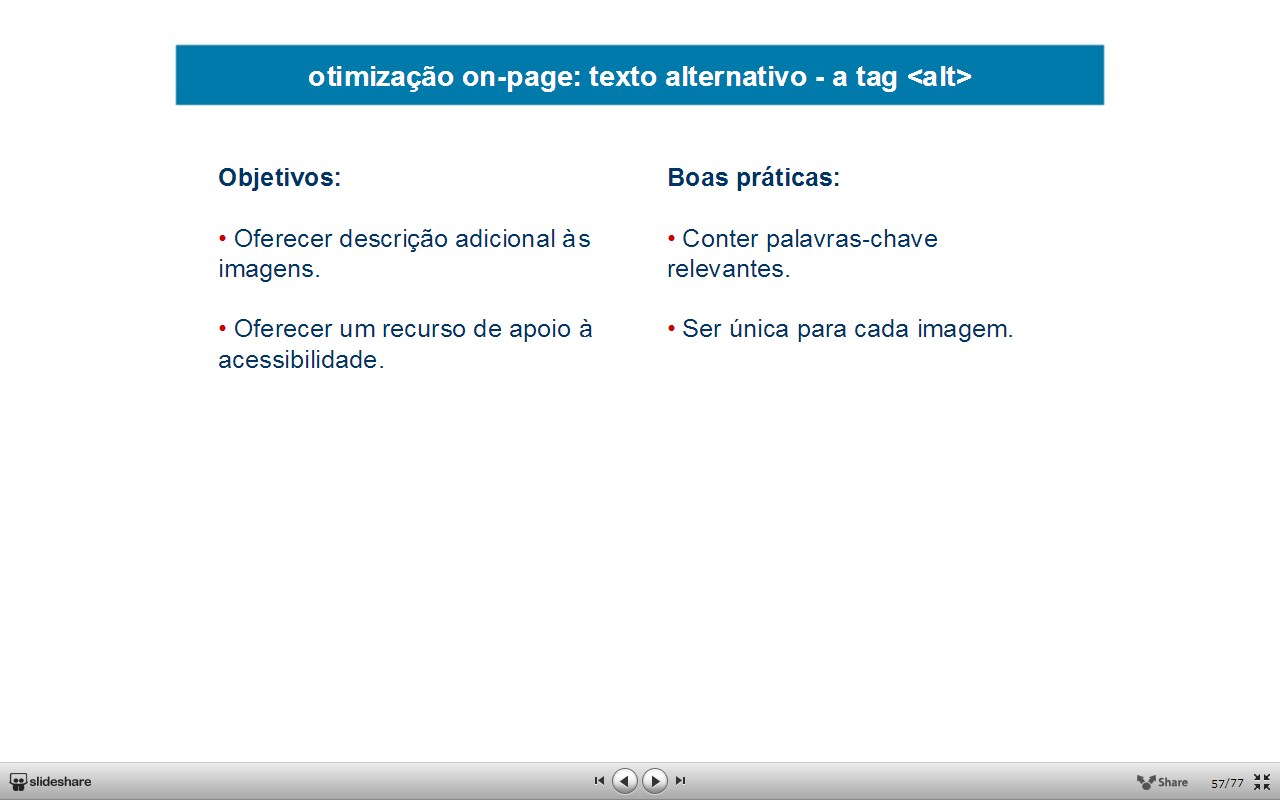 otimização on-page: texto alternativo - a tag <alt>
Objetivos:
• Oferecer descrição adicional às
imagens.
• Oferecer um recurso de apoio à
acessibilidade.
Boas práticas:
• Conter palavras-chave
relevantes.
• Ser única para cada imagem.
slideshare
Share
57/77